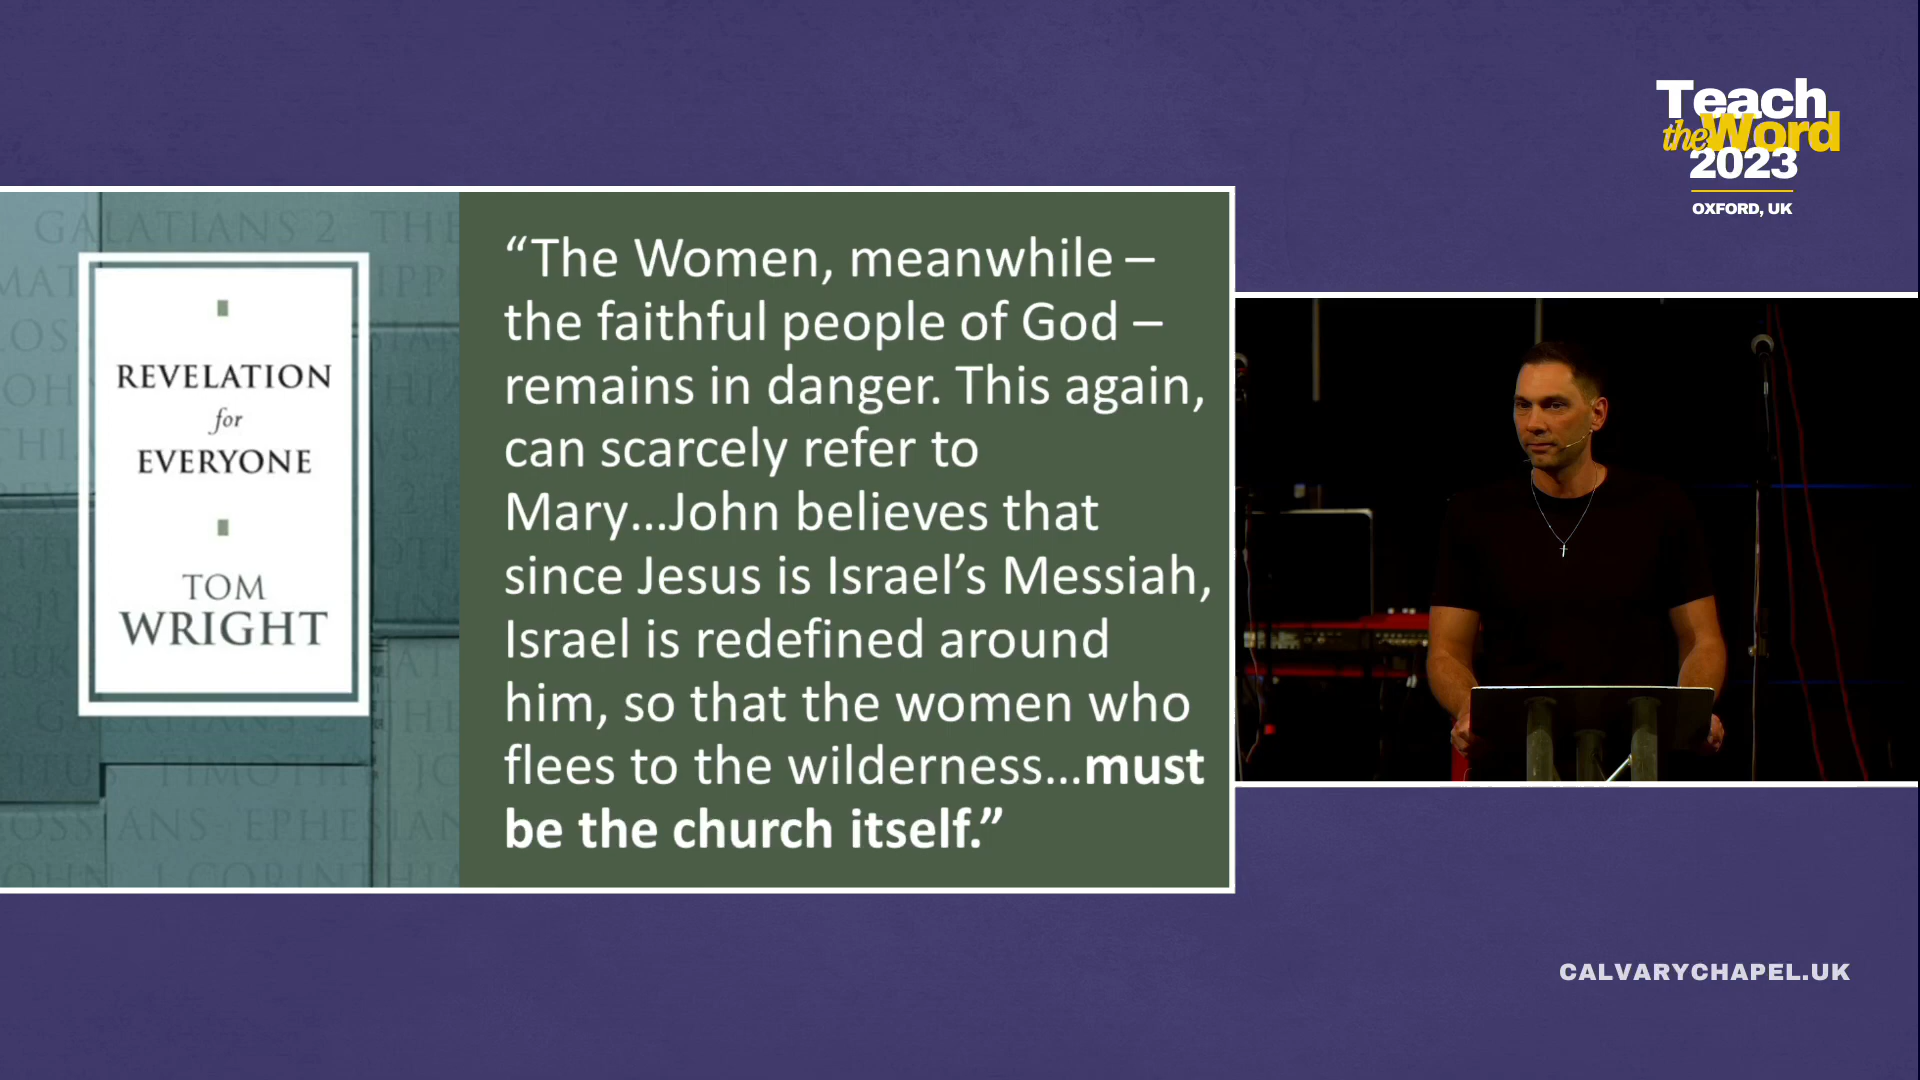 Teach
the Word
2023
OXFORD, UK
GALATIANS 2 THE
REVELATION
for
EVERYONE
TOM
WRIGHT
“The Women, meanwhile –
the faithful people of God –
remains in danger. This again,
can scarcely refer to
Mary...John believes that
since Jesus is Israel’s Messiah,
Israel is redefined around
him, so that the women who
flees to the wilderness...must
be the church itself.”
CALVARYCHAPEL.UK